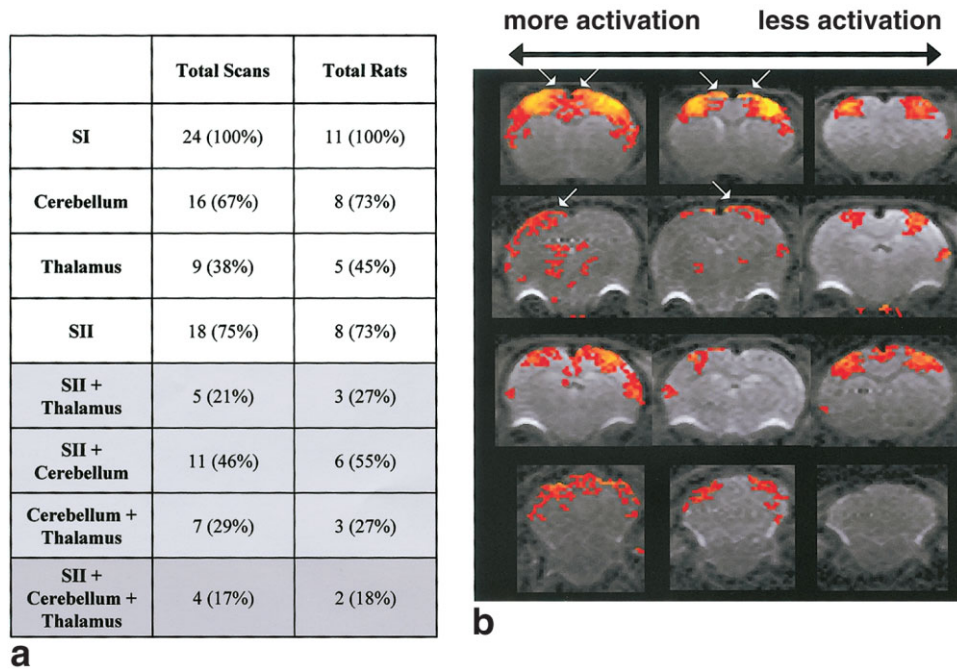 Total Scans Total Rats
SI 24 (100%) 11 (100%)
Cerebellum 16 (67%) 8 (73%)
Thalamus 9 (38%) 5 (45%)
SII 18 (75%) 8 (73%)
SII +
Thalamus 5 (21%) 3 (27%)
SII +
Cerebellum 11 (46%) 6 (55%)
Cerebellum +
Thalamus 7 (29%) 3 (27%)
SII +
Cerebellum +
Thalamus 4 (17%) 2 (18%)
a
more activation less activation
b